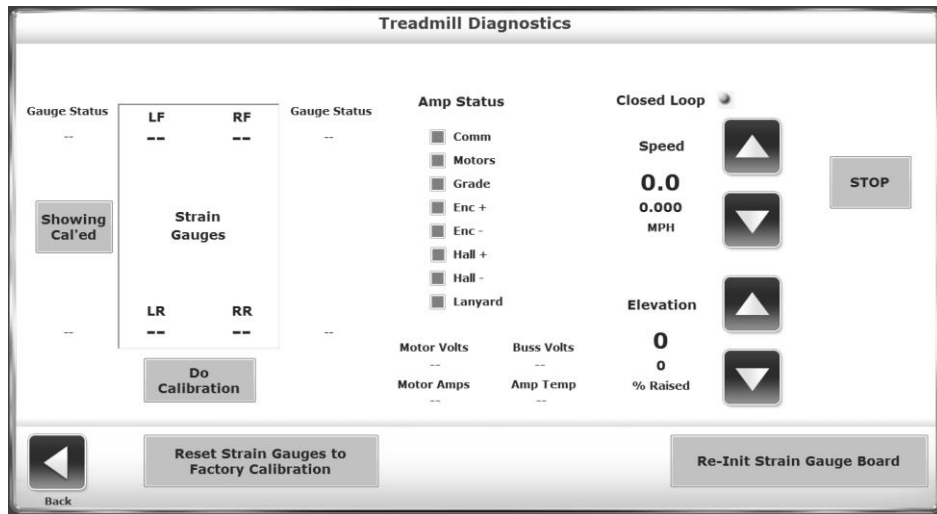 Treadmill Diagnostics
Gauge Status
--
LF RF
-- --
Gauge Status
--
Showing
Cal'ed
Strain
Gauges
LR RR
-- --
--
--
Do
Calibration
Amp Status
Comm
Motors
Grade
Enc +
Enc -
Hall +
Hall -
Lanyard
Motor Volts Buss Volts
-- --
Motor Amps Amp Temp
-- --
Closed Loop
Speed
0.0
0.000
MPH
Elevation
0
0
% Raised
STOP
Back
Reset Strain Gauges to
Factory Calibration
Re-Init Strain Gauge Board